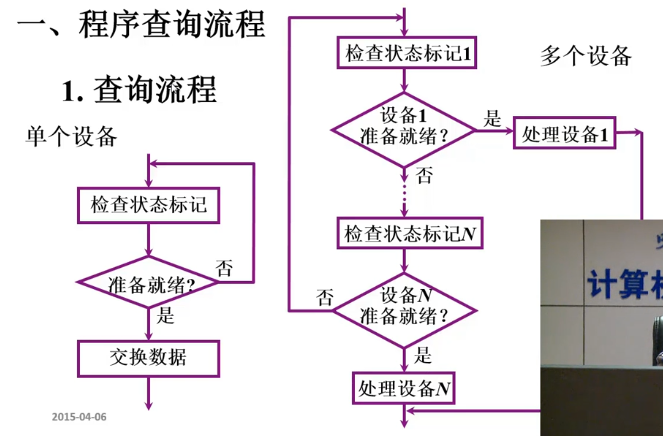 一、程序查询流程
1. 查询流程
单个设备
检查状态标记
准备就绪?
否
是
交换数据
2015-04-06
多个设备
检查状态标记1
设备1
准备就绪?
是
处理设备1
否
检查状态标记N
设备N
准备就绪?
否
是
处理设备N
计算